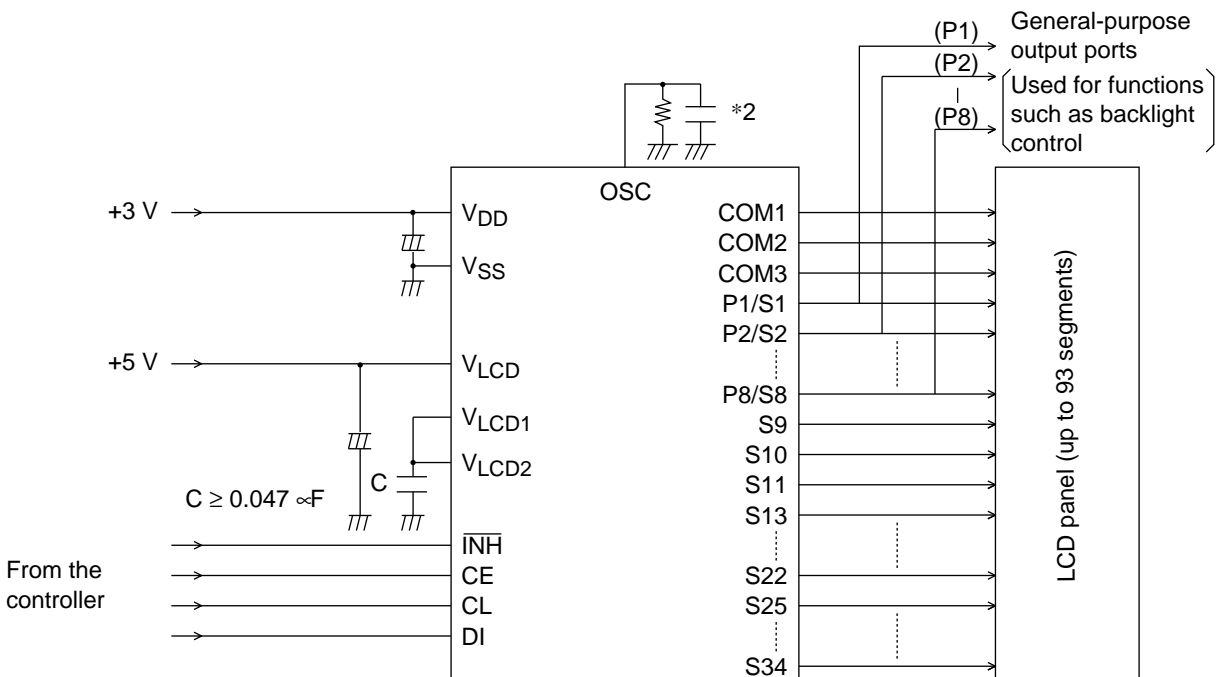 (P1)
General-purpose
output ports
(P2)
(P8)
Used for functions
such as backlight
control
*2
OSC
+3 V
VDD
VSS
+5 V
VLCD
VLCD1
VLCD2
C
C ≥ 0.047 ∝F
INH
From the
controller
CE
CL
DI
COM1
COM2
COM3
P1/S1
P2/S2
P8/S8
S9
S10
S11
S13
S22
S25
S34
LCD panel (up to 93 segments)